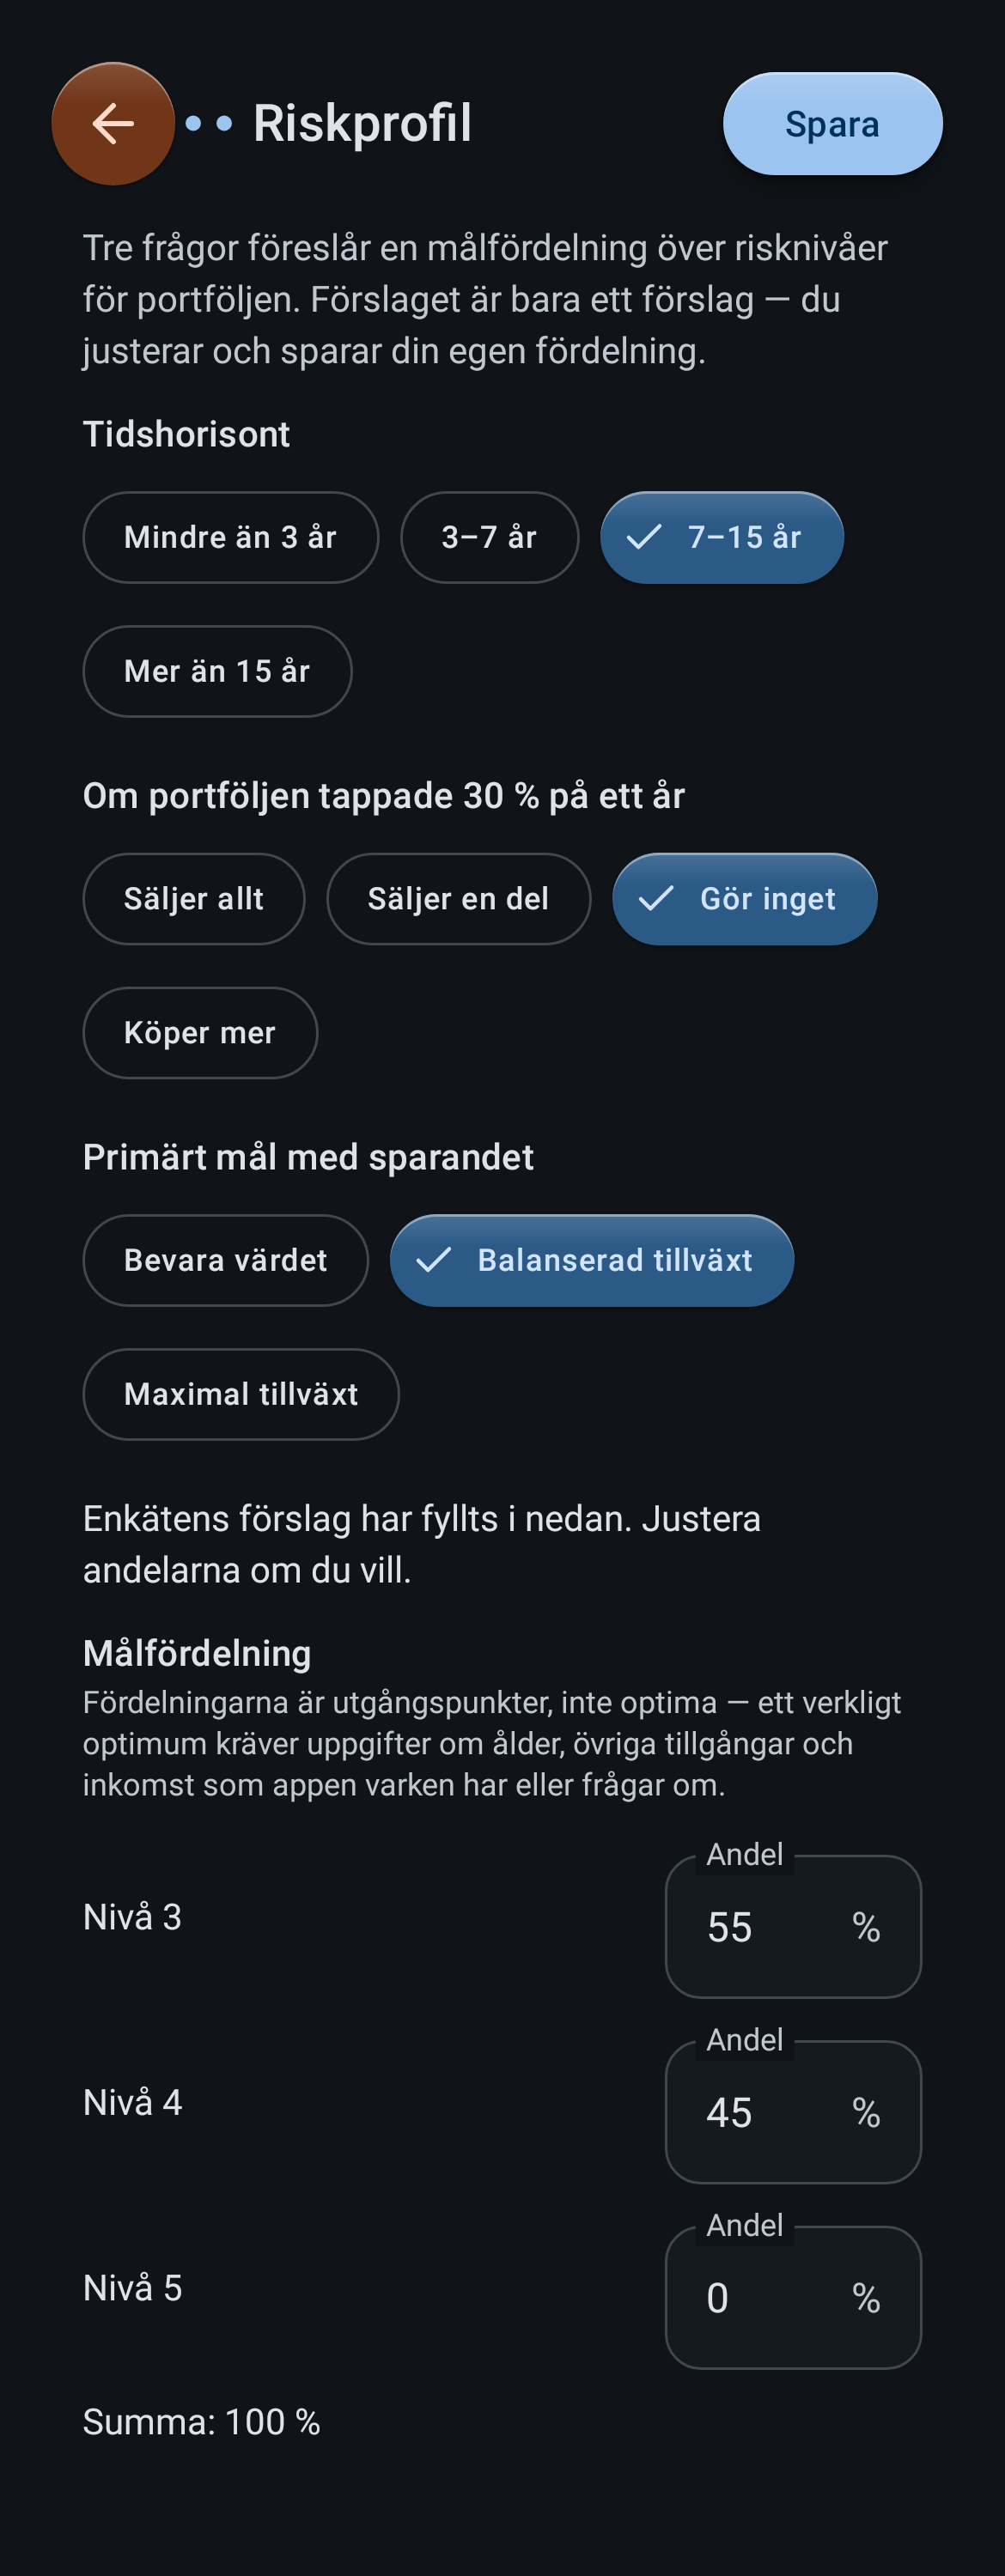 Riskprofil
Spara
Tre frågor föreslår en målfördelning över risknivåer
för portföljen. Förslaget är bara ett förslag — du
justerar och sparar din egen fördelning.
Tidshorisont
Mindre än 3 år
3–7 år
7–15 år
Mer än 15 år
Om portföljen tappade 30 % på ett år
Säljer allt
Säljer en del
Gör inget
Köper mer
Primärt mål med sparandet
Bevara värdet
Balanserad tillväxt
Maximal tillväxt
Enkätens förslag har fyllts i nedan. Justera
andelarna om du vill.
Målfördelning
Fördelningarna är utgångspunkter, inte optima — ett verkligt
optimum kräver uppgifter om ålder, övriga tillgångar och
inkomst som appen varken har eller frågar om.
Andel
Nivå 3
55 %
Andel
Nivå 4
45 %
Andel
Nivå 5
0 %
Summa: 100 %